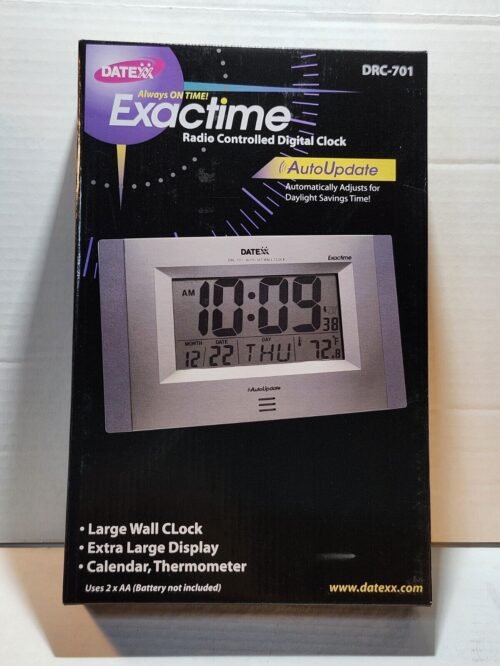 DATEXX
DRC-701
Always ON TIME!
Exactime
Radio Controlled Digital Clock
AutoUpdate
Automatically Adjusts for
Daylight Savings Time!
DATEXX
Exactime
AM 10:09 38
MONTH DATE DAY
12/22 THU 72.8 °F
AutoUpdate
• Large Wall CLock
• Extra Large Display
• Calendar, Thermometer
Uses 2 x AA (Battery not included)
www.datexx.com